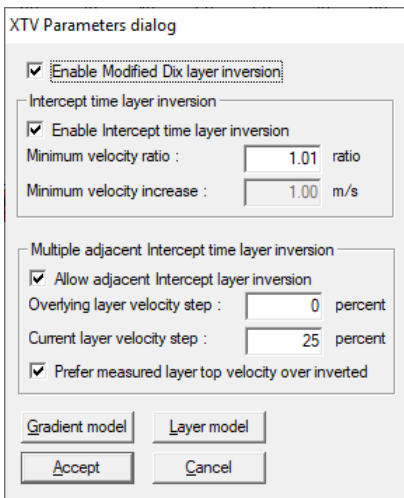 XTV Parameters dialog
Enable Modified Dix layer inversion
Intercept time layer inversion
Enable Intercept time layer inversion
Minimum velocity ratio : 1.01 ratio
Minimum velocity increase : 1.00 m/s
Multiple adjacent Intercept time layer inversion
Allow adjacent Intercept layer inversion
Overlying layer velocity step : 0 percent
Current layer velocity step : 25 percent
Prefer measured layer top velocity over inverted
Gradient model Layer model
Accept Cancel